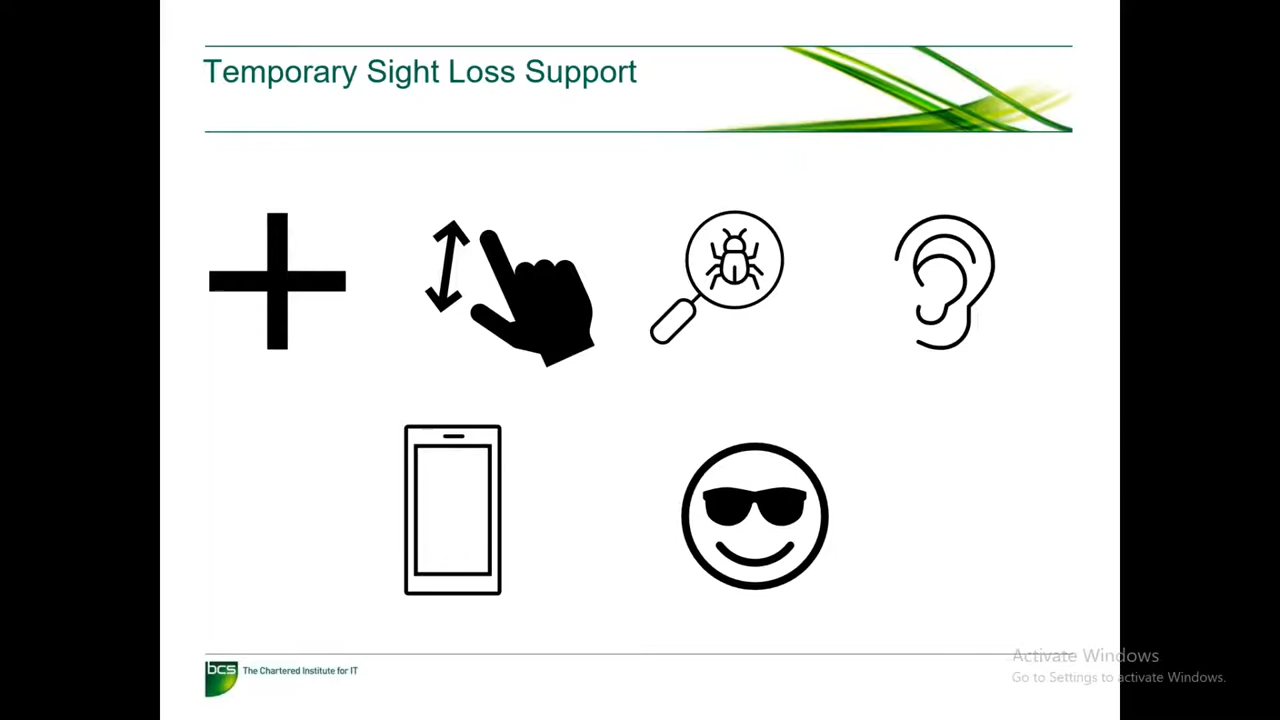 Temporary Sight Loss Support
bcs The Chartered Institute for IT
Activate Windows
Go to Settings to activate Windows.